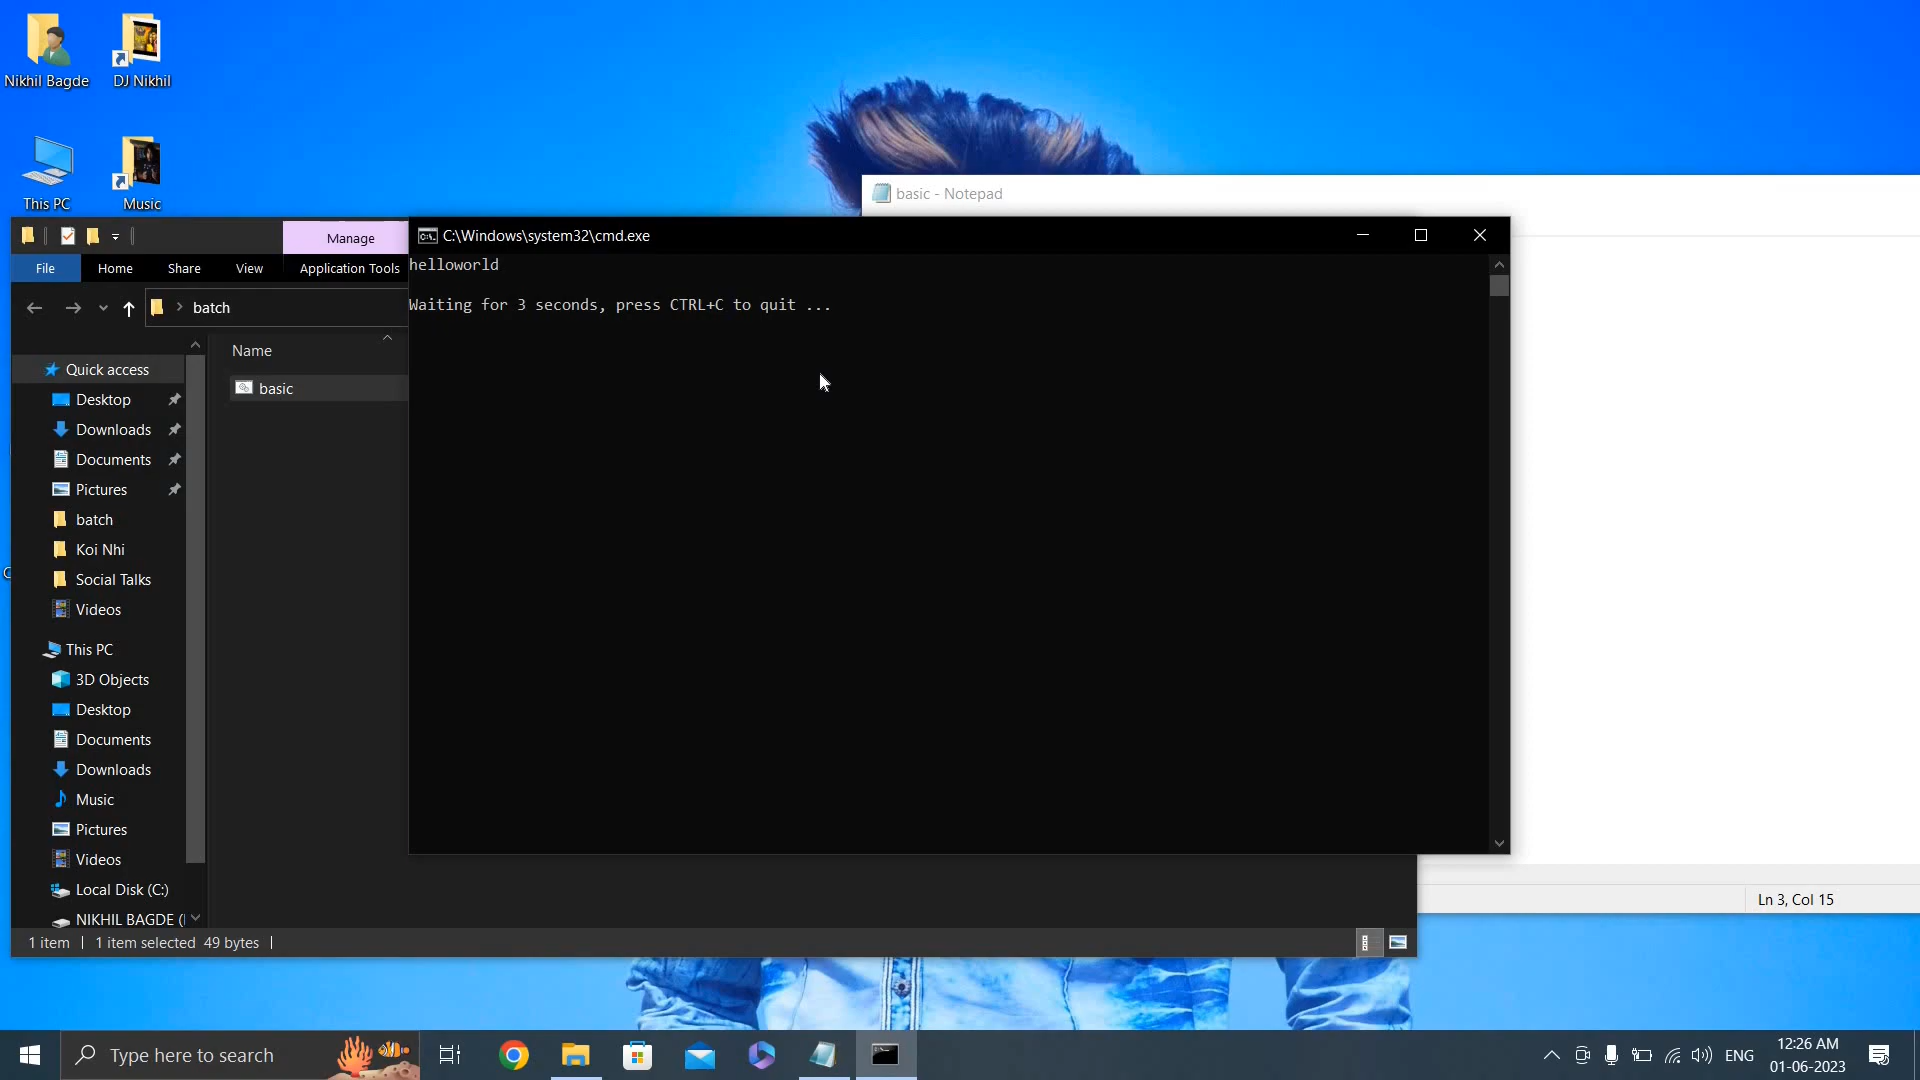 Nikhil Bagde
DJ Nikhil
This PC
Music
basic - Notepad
Manage
C:\Windows\system32\cmd.exe
File
Home
Share
View
Application Tools
helloworld
Waiting for 3 seconds, press CTRL+C to quit ...
batch
Name
basic
Quick access
Desktop
Downloads
Documents
Pictures
batch
Koi Nhi
Social Talks
Videos
This PC
3D Objects
Desktop
Documents
Downloads
Music
Pictures
Videos
Local Disk (C:)
NIKHIL BAGDE (
1 item
1 item selected 49 bytes
Ln 3, Col 15
Type here to search
ENG
12:26 AM
01-06-2023